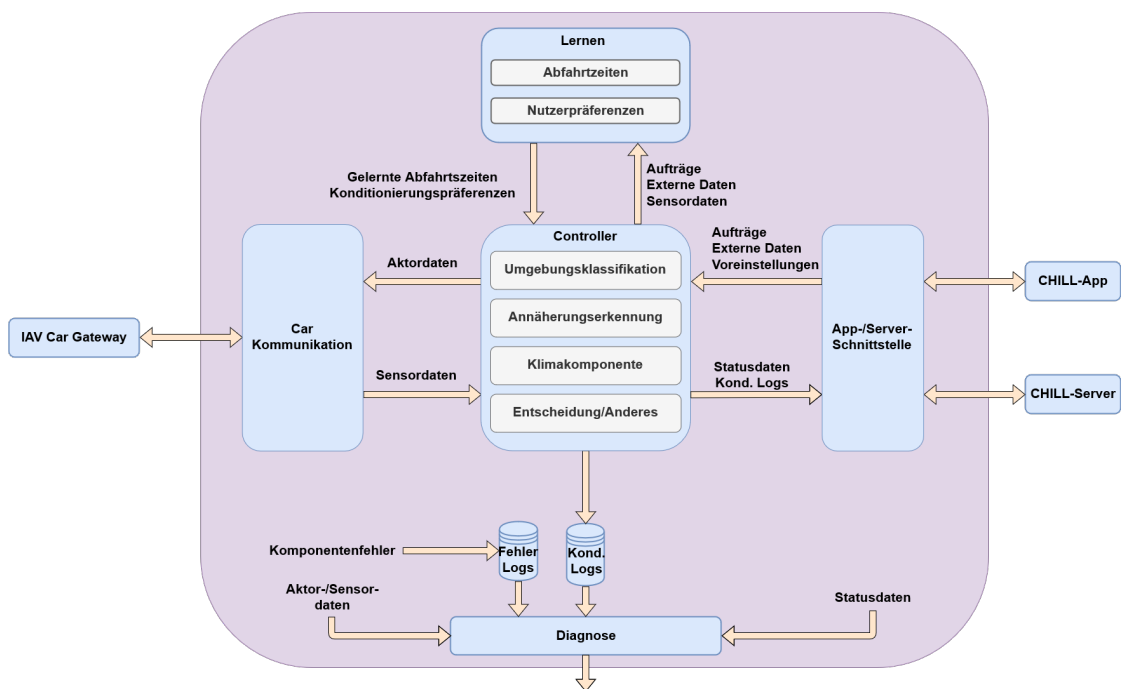 Lernen
Abfahrtzeiten
Nutzerpräferenzen
Gelernte Abfahrtszeiten
Konditionierungspräferenzen
Aufträge
Externe Daten
Sensordaten
Controller
Umgebungsklassifikation
Annäherungserkennung
Klimakomponente
Entscheidung/Anderes
Aktordaten
Sensordaten
Aufträge
Externe Daten
Voreinstellungen
Statusdaten
Kond. Logs
IAV Car Gateway
Car
Kommunikation
App-/Server-
Schnittstelle
CHILL-App
CHILL-Server
Komponentenfehler
Fehler
Logs
Kond.
Logs
Aktor-/Sensor-
daten
Statusdaten
Diagnose